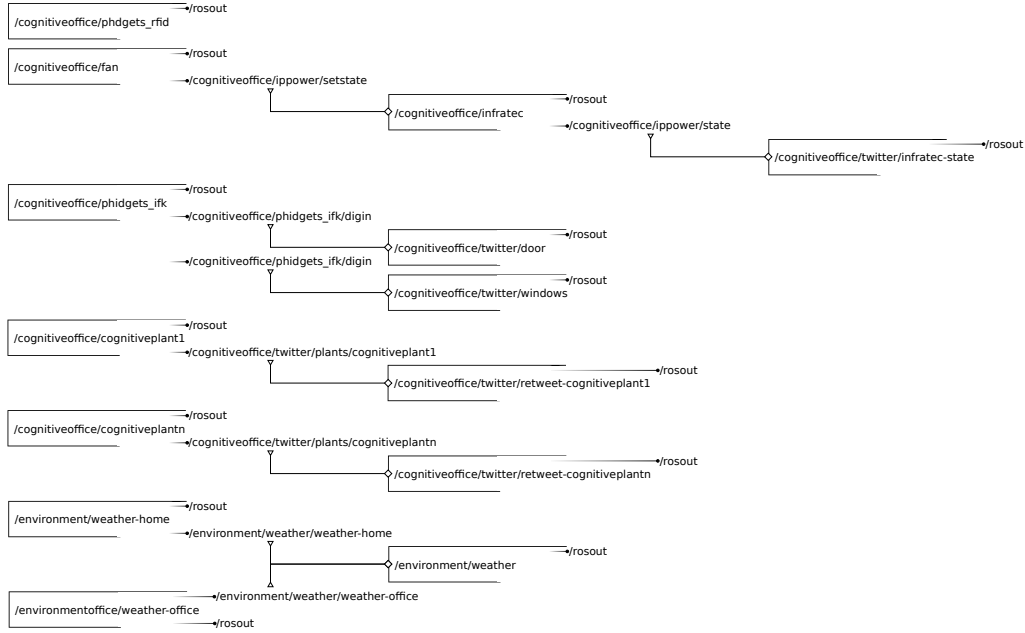 /rosout
/cognitiveoffice/phdgets_rfid
/rosout
/cognitiveoffice/fan
/cognitiveoffice/ippower/setstate
/rosout
/cognitiveoffice/infratec
/cognitiveoffice/ippower/state
/rosout
/cognitiveoffice/twitter/infratec-state
/rosout
/cognitiveoffice/phidgets_ifk
/cognitiveoffice/phidgets_ifk/digin
/rosout
/cognitiveoffice/twitter/door
/cognitiveoffice/phidgets_ifk/digin
/rosout
/cognitiveoffice/twitter/windows
/rosout
/cognitiveoffice/cognitiveplant1
/cognitiveoffice/twitter/plants/cognitiveplant1
/rosout
/cognitiveoffice/twitter/retweet-cognitiveplant1
/rosout
/cognitiveoffice/cognitiveplantn
/cognitiveoffice/twitter/plants/cognitiveplantn
/rosout
/cognitiveoffice/twitter/retweet-cognitiveplantn
/rosout
/environment/weather-home
/environment/weather/weather-home
/rosout
/environment/weather
/environment/weather/weather-office
/environmentoffice/weather-office
/rosout